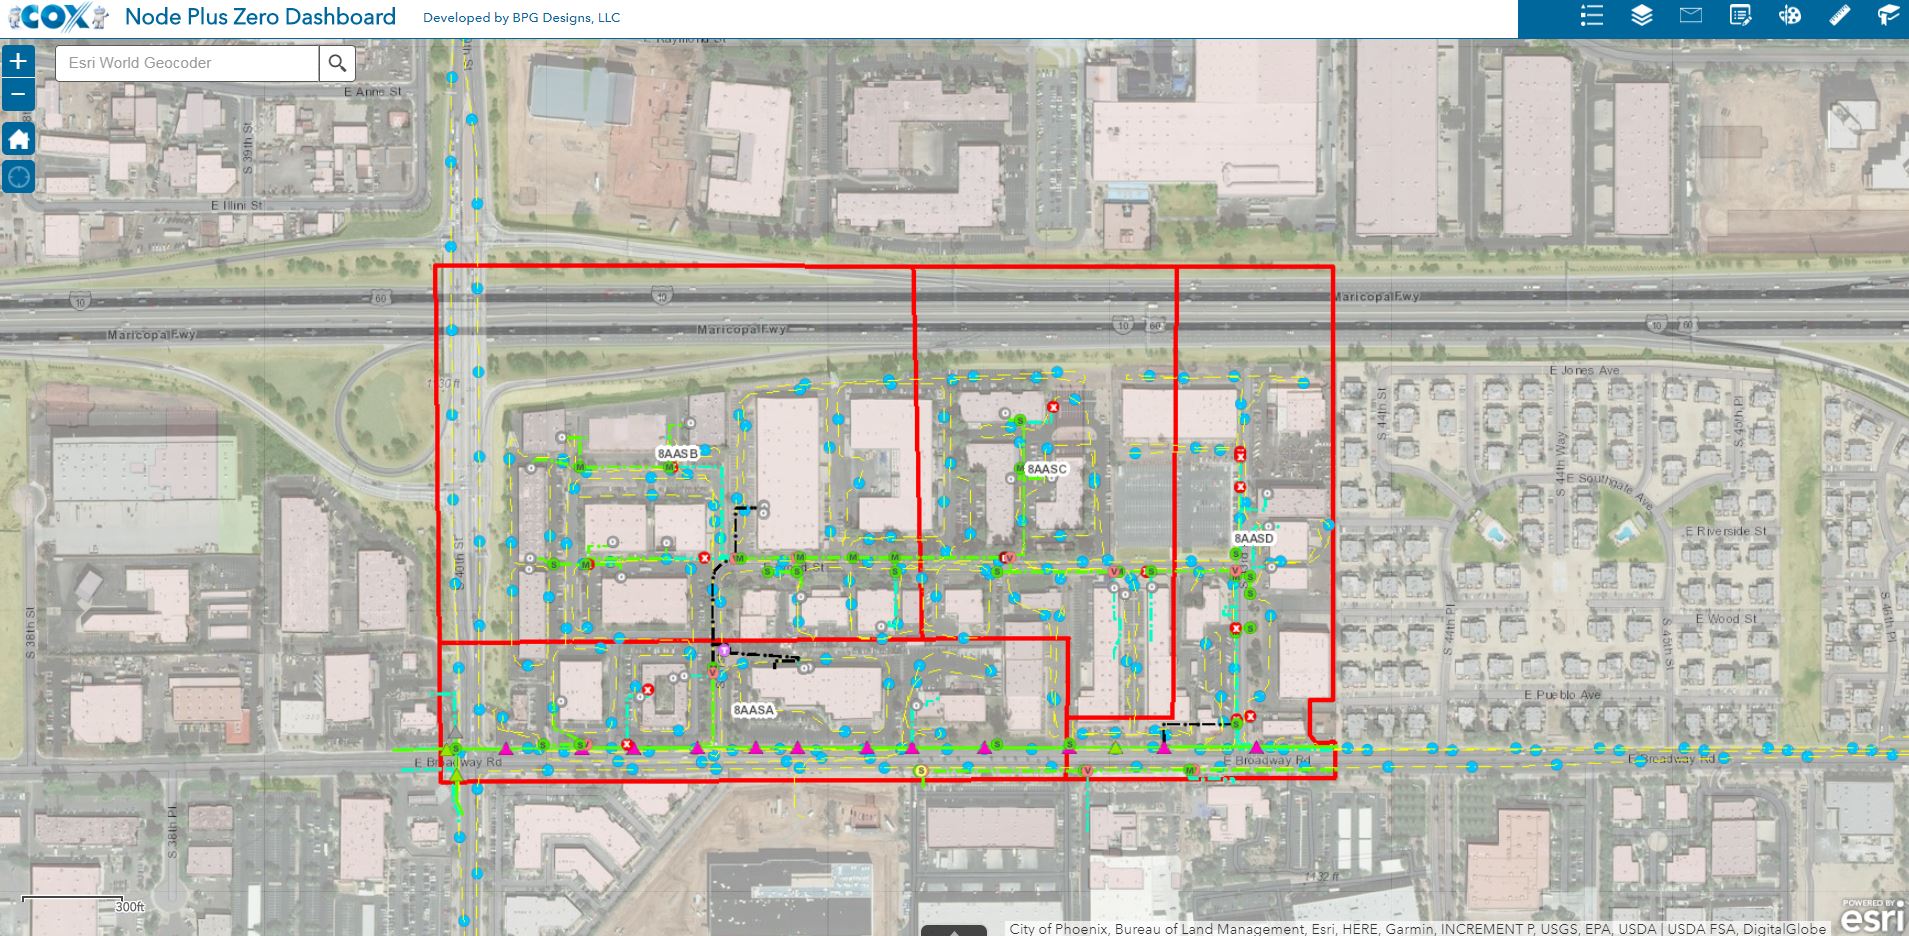 COX Node Plus Zero Dashboard Developed by BPG Designs, LLC
+
Esri World Geocoder
−
E Raymond St
E Anne St
S 39th St
E Illini St
10
60
10
Maricopa Fwy
10
60
Maricopa Fwy
Maricopa Fwy
10
60
E Jones Ave
S 44th St
S 45th Pl
S 44th Way
8AASB
8AASC
E Southgate Ave
E Riverside St
8AASD
S 40th St
S 38th St
E Wood St
S 44th Pl
S 45th St
S 46th Pl
E Pueblo Ave
8AASA
E Broadway Rd
E Broadway Rd
E Broadway Rd
S 38th Pl
1132 ft
300ft
City of Phoenix, Bureau of Land Management, Esri, HERE, Garmin, INCREMENT P, USGS, EPA, USDA | USDA FSA, DigitalGlobe
POWERED BY
esri